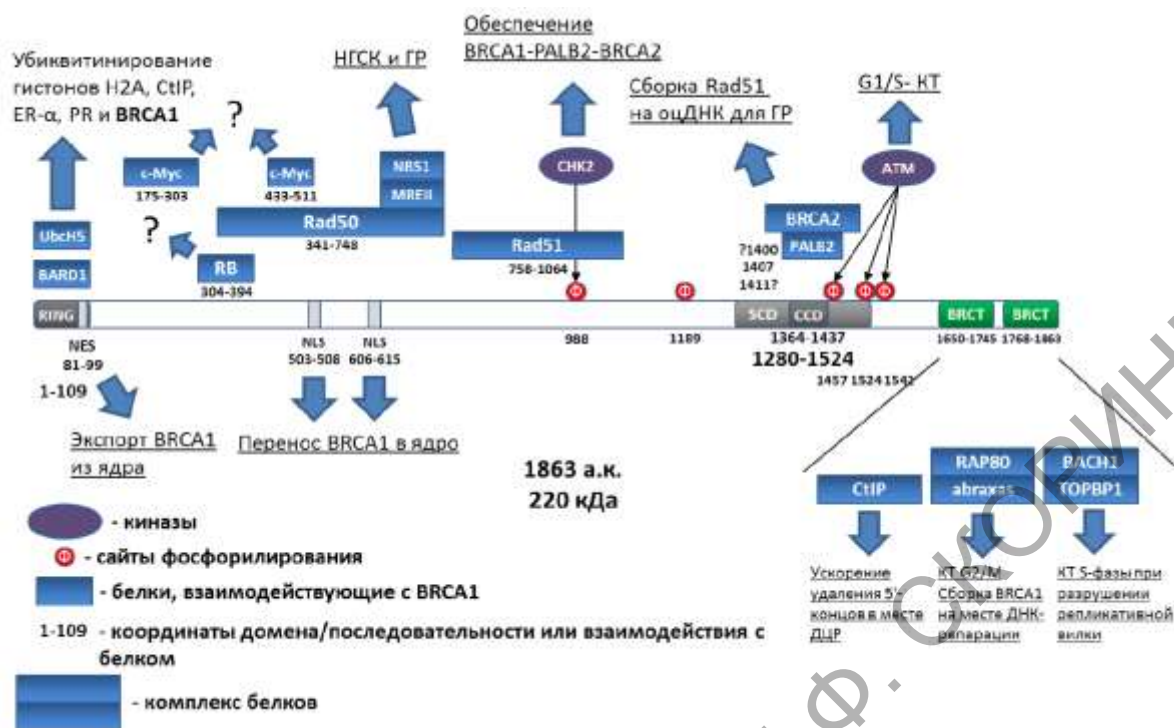 Обеспечение
BRCA1-PALB2-BRCA2
Убиквитинирование
гистонов H2A, CtIP,
ER-α, PR и BRCA1
НГСК и ГР
Сборка Rad51
на оцДНК для ГР
G1/S- КТ
?
c-Myc
175-303
c-Myc
433-511
NRS1
MREII
CHK2
ATM
UbcH5
BARD1
?
RB
304-394
Rad50
341-748
Rad51
758-1064
BRCA2
PALB2
?1400
1407
1411?
Ф Ф Ф Ф Ф
RING
SCD
CCD
BRCT
BRCT
NES
81-99
1-109
NLS
503-508
NLS
606-615
988
1189
1364-1437
1280-1524
1457 1524 1542
1650-1745 1768-1863
Экспорт BRCA1
из ядра
Перенос BRCA1 в ядро
1863 а.к.
220 кДа
CtIP
RAP80
abraxas
BACH1
TOPBP1
Ускорение
удаления 5'-
концов в месте
ДЦР
КТ G2/M
Сборка BRCA1
на месте ДНК-
репарации
КТ S-фазы при
разрушении
репликативной
вилки
- киназы
Ф - сайты фосфорилирования
- белки, взаимодействующие с BRCA1
1-109 - координаты домена/последовательности или взаимодействия с
белком
- комплекс белков
Ф. СКОРИН